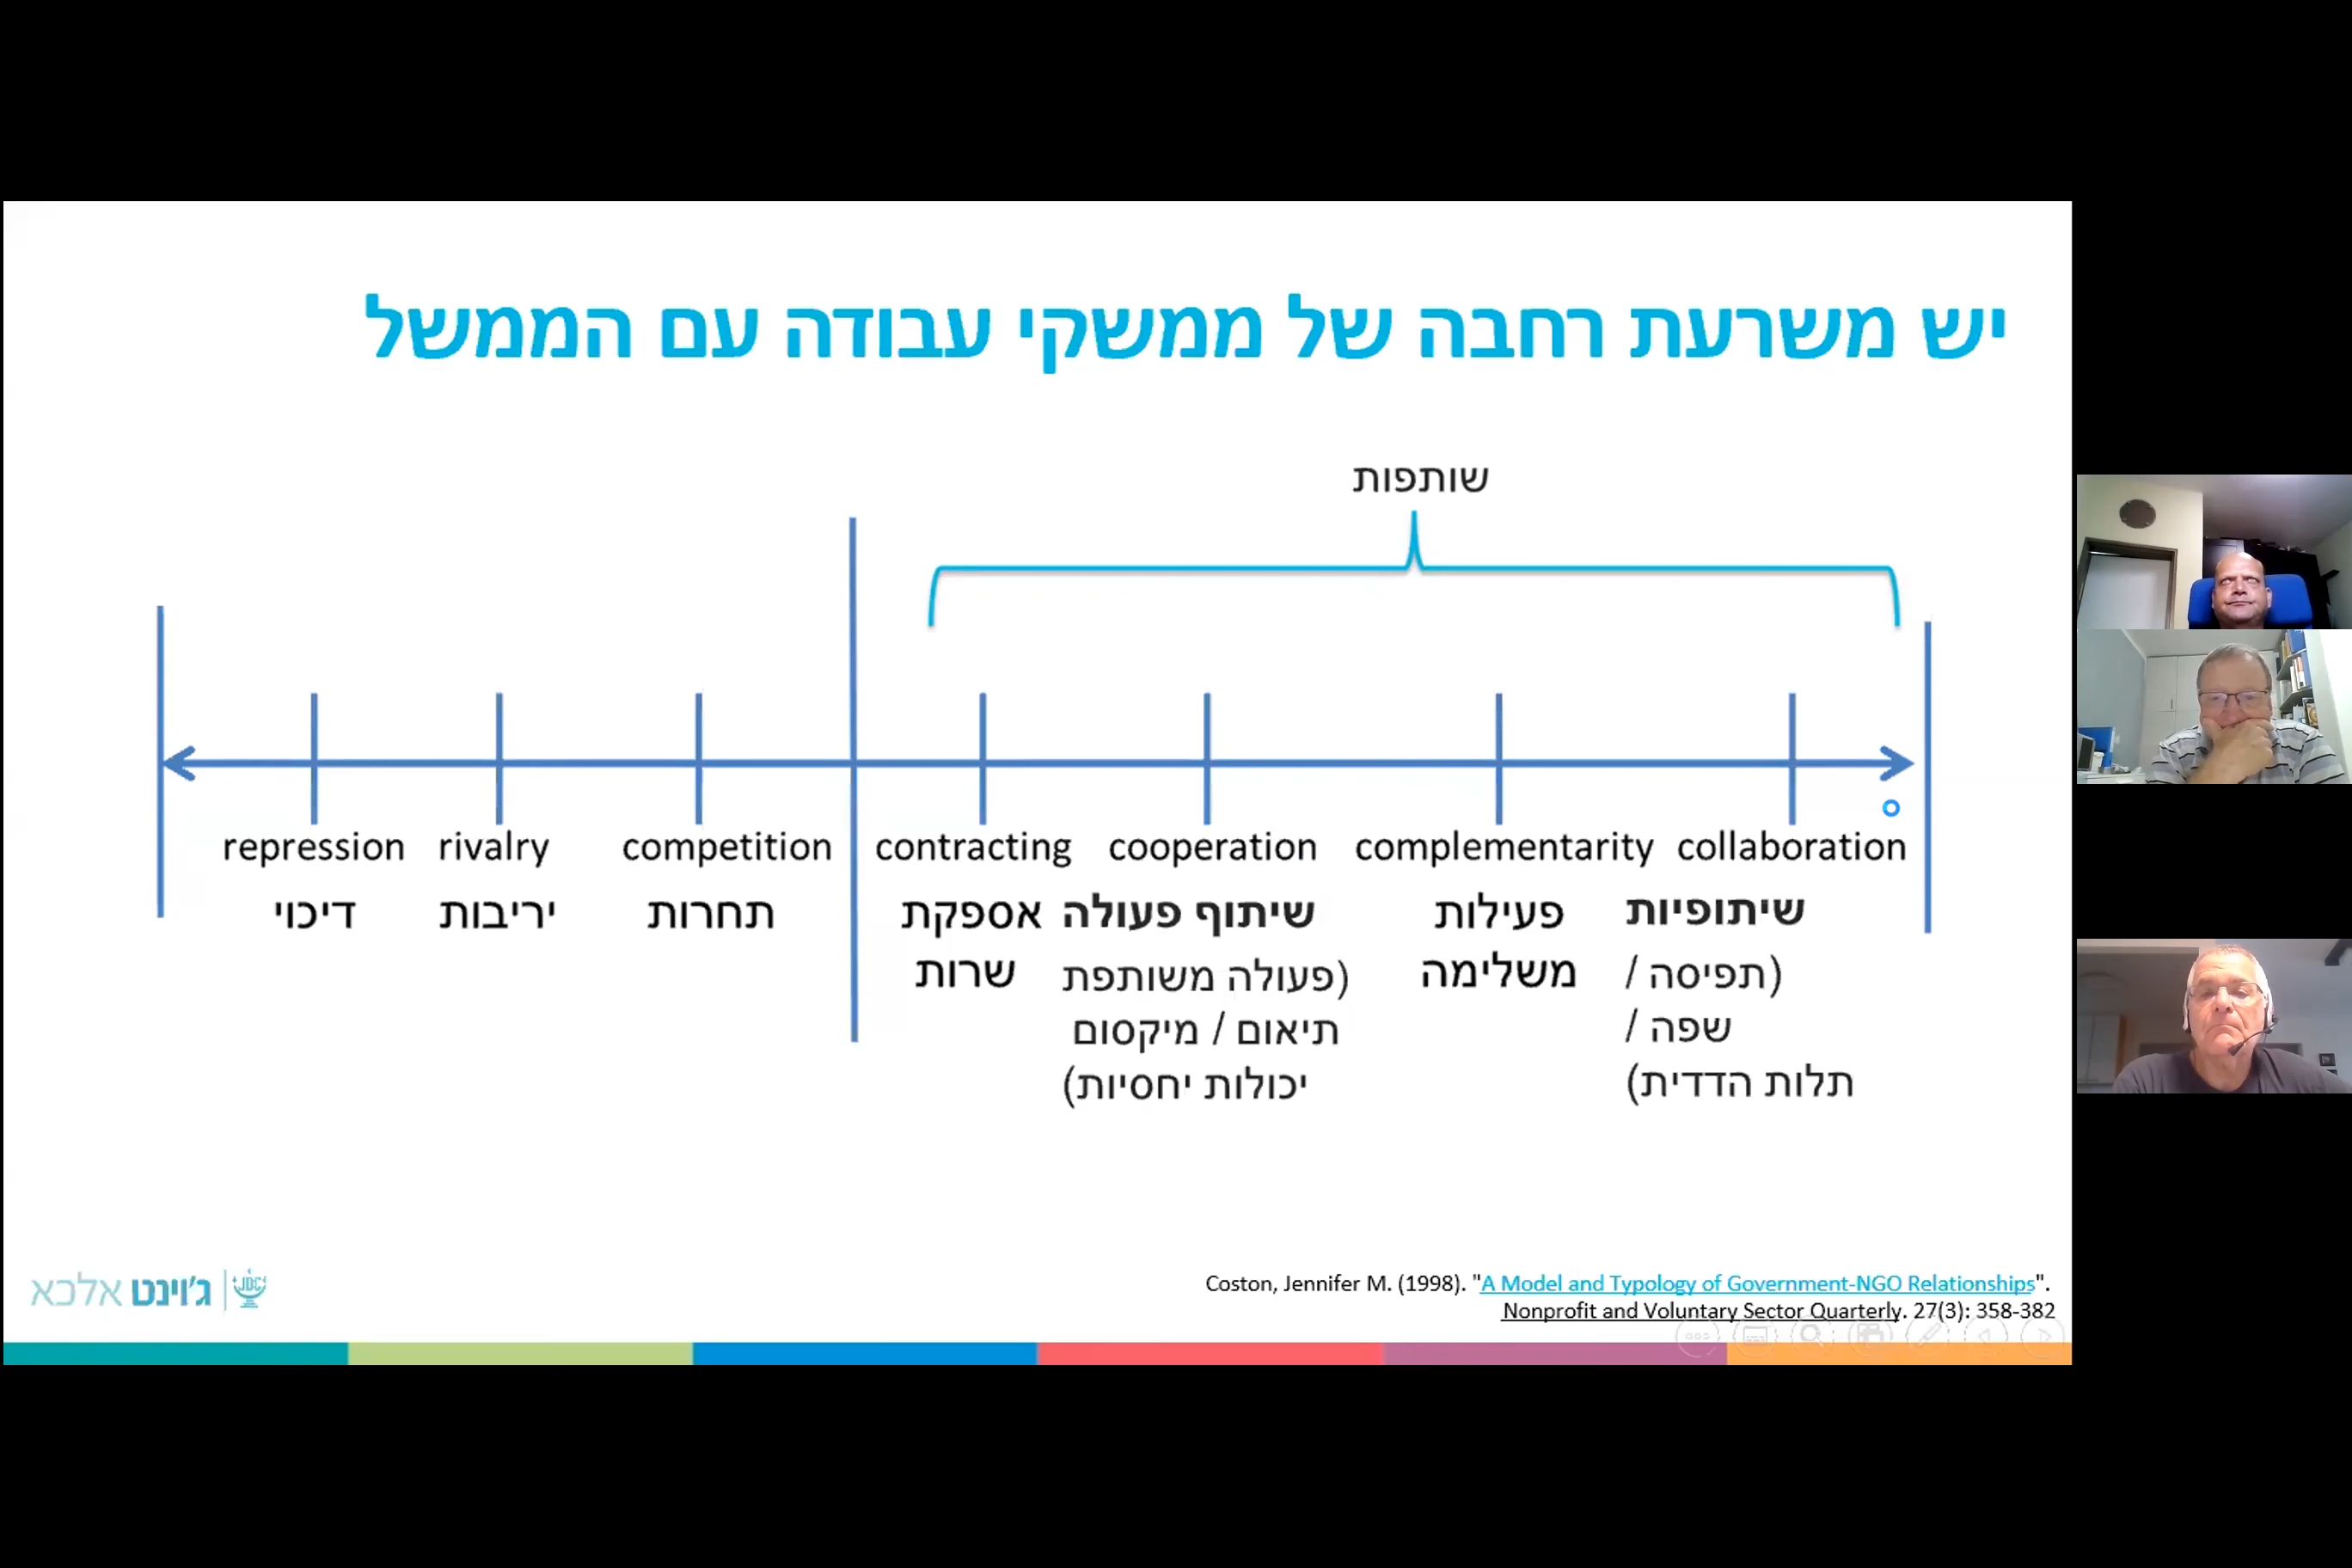 יש משרעת רחבה של ממשקי עבודה עם הממשל
שותפות
repression rivalry competition contracting cooperation complementarity collaboration
דיכוי
יריבות
תחרות
אספקת
שרות
שיתוף פעולה
(פעולה משותפת
תיאום / מיקסום
יכולות יחסיות)
פעילות
משלימה
שיתופיות
(תפיסה /
שפה /
תלות הדדית)
ג'וינט אלכא
JDC
Coston, Jennifer M. (1998). "A Model and Typology of Government-NGO Relationships".
Nonprofit and Voluntary Sector Quarterly. 27(3): 358-382